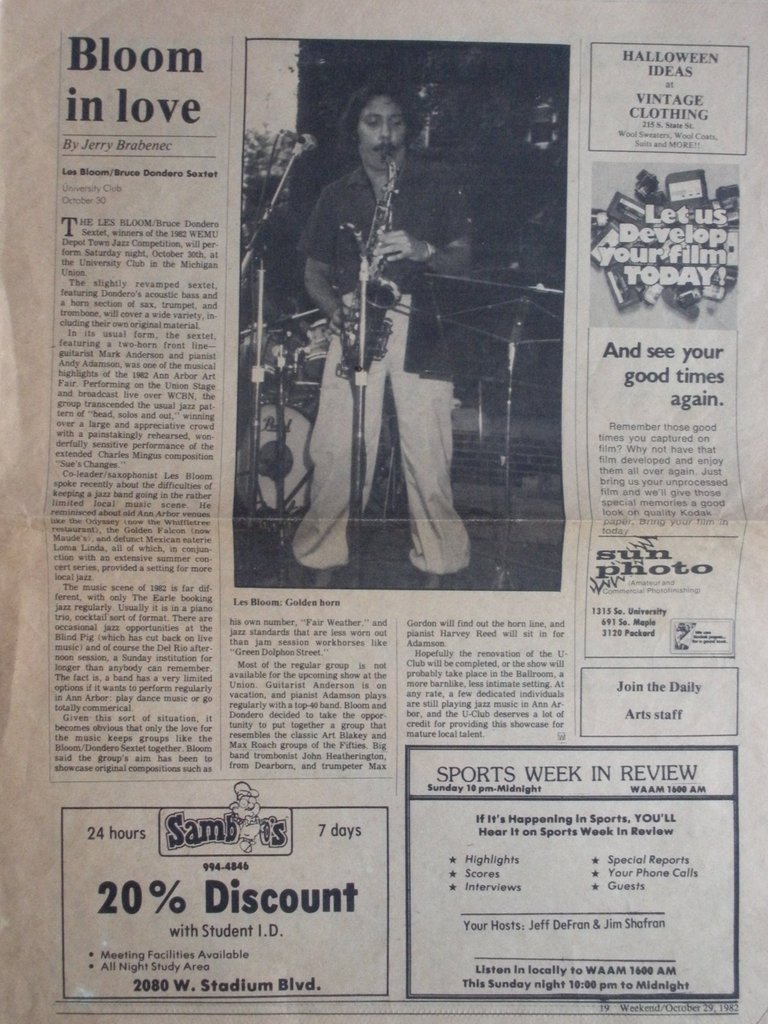 Bloom
in love
By Jerry Brabenec
Les Bloom/Bruce Dondero Sextet
University Club
October 30
THE LES BLOOM/Bruce Dondero
Sextet, winners of the 1982 WEMU
Depot Town Jazz Competition, will per-
form Saturday night, October 30th, at
the University Club in the Michigan
Union.
The slightly revamped sextet,
featuring Dondero's acoustic bass and
a horn section of sax, trumpet, and
trombone, will cover a wide variety, in-
cluding their own original material.
In its usual form, the sextet,
featuring a two-horn front line—
guitarist Mark Anderson and pianist
Andy Adamson, was one of the musical
highlights of the 1982 Ann Arbor Art
Fair. Performing on the Union Stage
and broadcast live over WCBN, the
group transcended the usual jazz pat-
tern of "head, solos and out," winning
over a large and appreciative crowd
with a painstakingly rehearsed, won-
derfully sensitive performance of the
extended Charles Mingus composition
"Sue's Changes."
Co-leader/saxophonist Les Bloom
spoke recently about the difficulties of
keeping a jazz band going in the rather
limited local music scene. He
reminisced about old Ann Arbor venues
like the Odyssey (now the Whiffletree
restaurant), the Golden Falcon (now
Maude's), and defunct Mexican eaterie
Loma Linda, all of which, in conjunc-
tion with an extensive summer con-
cert series, provided a setting for more
local jazz.
The music scene of 1982 is far dif-
ferent, with only The Earle booking
jazz regularly. Usually it is in a piano
trio, cocktail sort of format. There are
occasional jazz opportunities at the
Blind Pig (which has cut back on live
music) and of course the Del Rio after-
noon session, a Sunday institution for
longer than anybody can remember.
The fact is, a band has a very limited
options if it wants to perform regularly
in Ann Arbor: play dance music or go
totally commercial.
Given this sort of situation, it
becomes obvious that only the love for
the music keeps groups like the
Bloom/Dondero Sextet together. Bloom
said the group's aim has been to
showcase original compositions such as
Les Bloom: Golden horn
his own number, "Fair Weather," and
jazz standards that are less worn out
than jam session workhorses like
"Green Dolphon Street."
Most of the regular group is not
available for the upcoming show at the
Union. Guitarist Anderson is on
vacation, and pianist Adamson plays
regularly with a top-40 band. Bloom and
Dondero decided to take the oppor-
tunity to put together a group that
resembles the classic Art Blakey and
Max Roach groups of the Fifties. Big
band trombonist John Heatherington,
from Dearborn, and trumpeter Max
Gordon will find out the horn line, and
pianist Harvey Reed will sit in for
Adamson.
Hopefully the renovation of the U-
Club will be completed, or the show will
probably take place in the Ballroom, a
more barnlike, less intimate setting. At
any rate, a few dedicated individuals
are still playing jazz music in Ann Ar-
bor, and the U-Club deserves a lot of
credit for providing this showcase for
mature local talent.
HALLOWEEN
IDEAS
at
VINTAGE
CLOTHING
215 S. State St.
Wool Sweaters, Wool Coats,
Suits and MORE!!
Let us
Develop
your film
TODAY!
And see your
good times
again.
Remember those good
times you captured on
film? Why not have that
film developed and enjoy
them all over again. Just
bring us your unprocessed
film and we'll give those
special memories a good
look on quality Kodak
paper. Bring your film in
today
sun
photo
(Amateur and
Commercial Photofinishing)
1315 So. University
691 So. Maple
3120 Packard
Join the Daily
Arts staff
24 hours
Sambo's
7 days
994-4846
20% Discount
with Student I.D.
• Meeting Facilities Available
• All Night Study Area
2080 W. Stadium Blvd.
SPORTS WEEK IN REVIEW
Sunday 10 pm-Midnight WAAM 1600 AM
If It's Happening In Sports, YOU'LL
Hear It on Sports Week In Review
★ Highlights ★ Special Reports
★ Scores ★ Your Phone Calls
★ Interviews ★ Guests
Your Hosts: Jeff DeFran & Jim Shafran
Listen in locally to WAAM 1600 AM
This Sunday night 10:00 pm to Midnight
19 Weekend/October 29, 1982